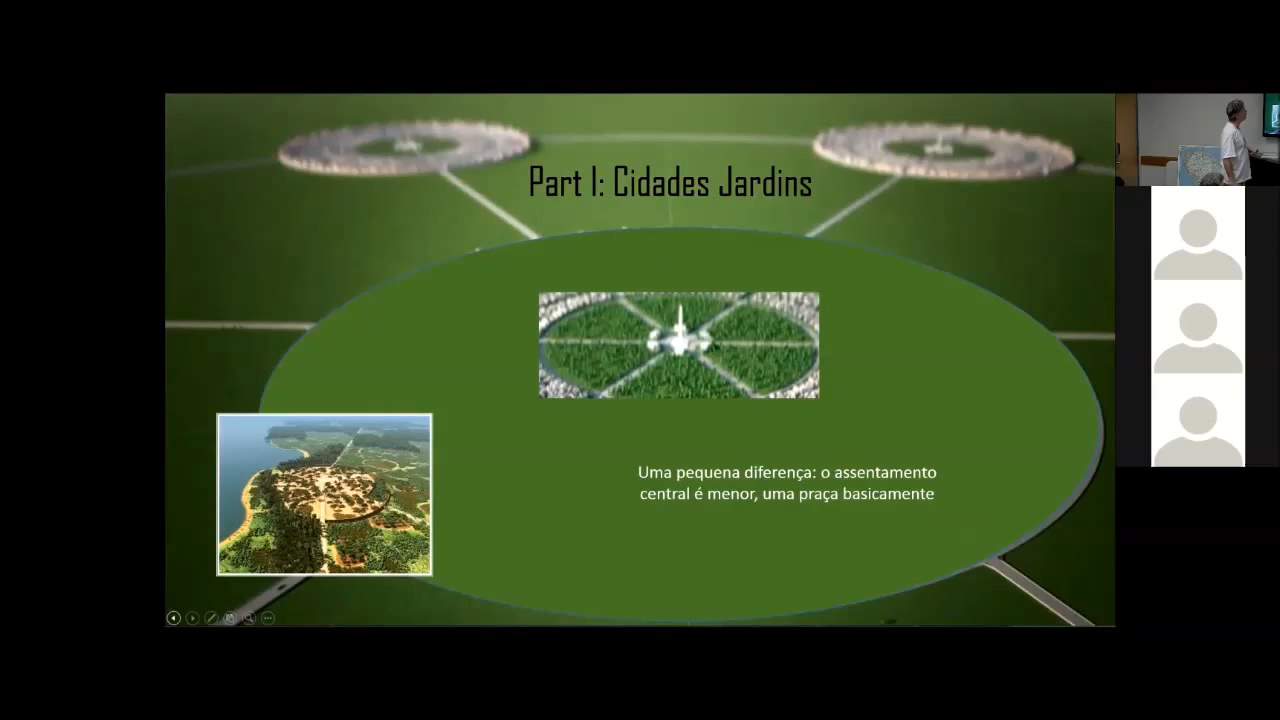 Part I: Cidades Jardins
Uma pequena diferença: o assentamento
central é menor, uma praça basicamente